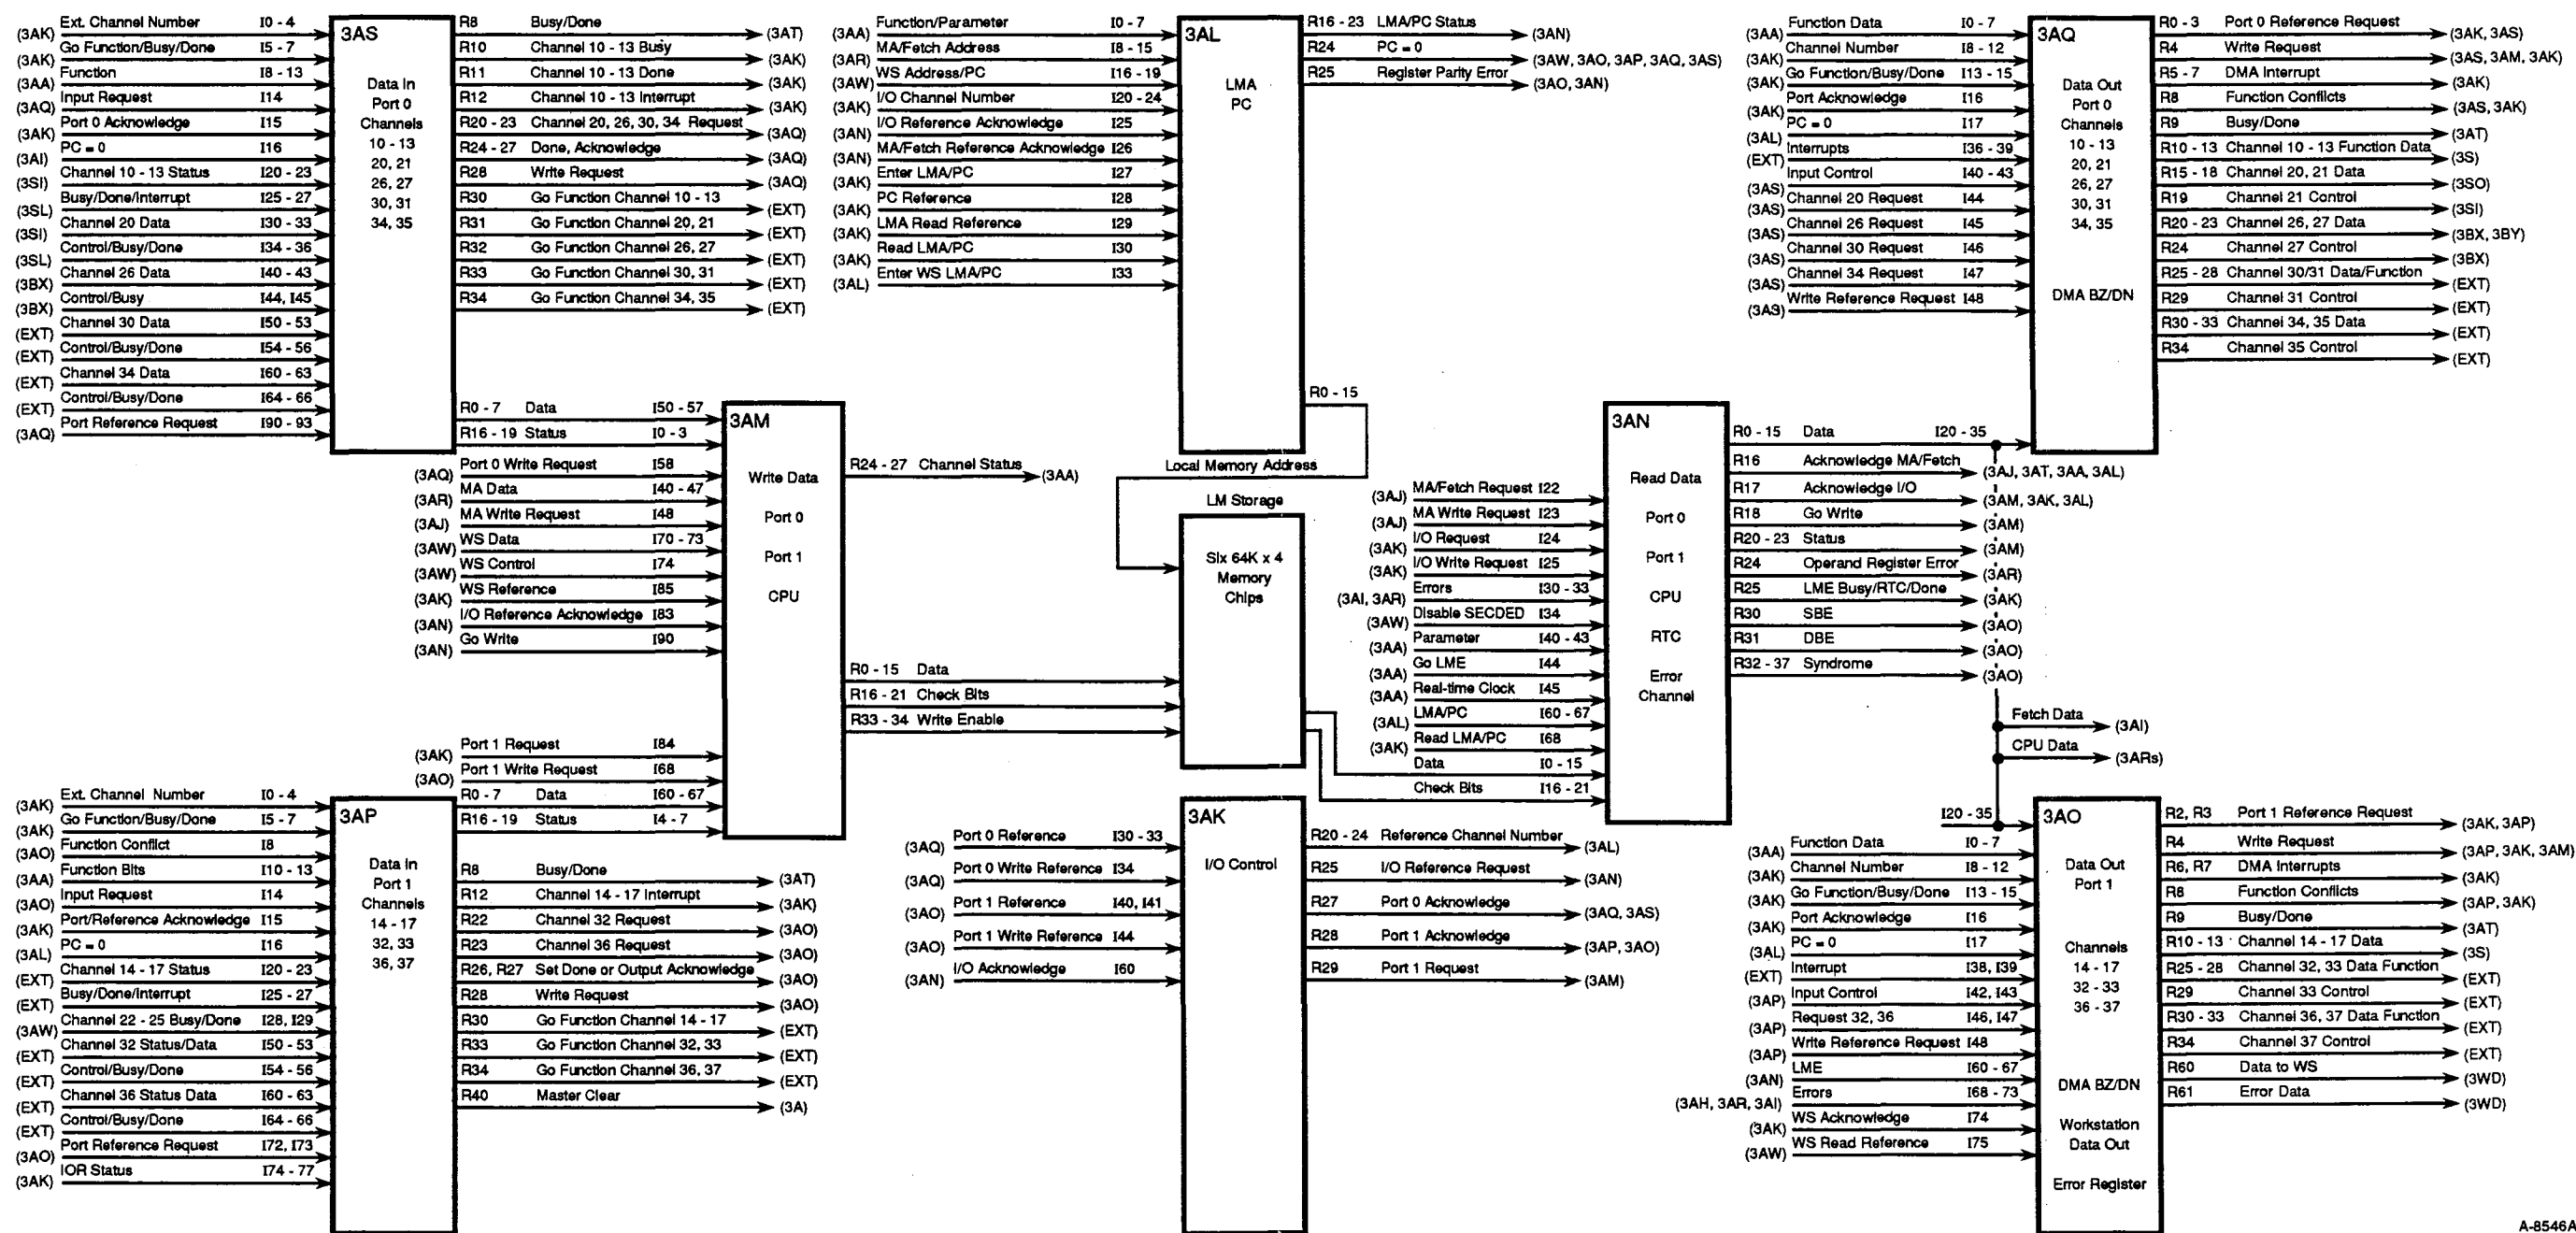 3AS
Data In
Port 0
Channels
10 - 13
20, 21
26, 27
30, 31
34, 35
(3AK) Ext. Channel Number I0 - 4
(3AK) Go Function/Busy/Done I5 - 7
(3AA) Function I8 - 13
(3AQ) Input Request I14
(3AK) Port 0 Acknowledge I15
(3AI) PC = 0 I16
(3SI) Channel 10 - 13 Status I20 - 23
(3SL) Busy/Done/Interrupt I25 - 27
(3SI) Channel 20 Data I30 - 33
(3SL) Control/Busy/Done I34 - 36
(3BX) Channel 26 Data I40 - 43
(3BX) Control/Busy I44, I45
(EXT) Channel 30 Data I50 - 53
(EXT) Control/Busy/Done I54 - 56
(EXT) Channel 34 Data I60 - 63
(EXT) Control/Busy/Done I64 - 66
(3AQ) Port Reference Request I90 - 93
R8 Busy/Done (3AT)
R10 Channel 10 - 13 Busy (3AK)
R11 Channel 10 - 13 Done (3AK)
R12 Channel 10 - 13 Interrupt (3AK)
R20 - 23 Channel 20, 26, 30, 34 Request (3AQ)
R24 - 27 Done, Acknowledge (3AQ)
R28 Write Request (3AQ)
R30 Go Function Channel 10 - 13 (EXT)
R31 Go Function Channel 20, 21 (EXT)
R32 Go Function Channel 26, 27 (EXT)
R33 Go Function Channel 30, 31 (EXT)
R34 Go Function Channel 34, 35 (EXT)
R0 - 7 Data I50 - 57
R16 - 19 Status I0 - 3
3AL
LMA
PC
(3AA) Function/Parameter I0 - 7
(3AR) MA/Fetch Address I8 - 15
(3AW) WS Address/PC I16 - 19
(3AK) I/O Channel Number I20 - 24
(3AN) I/O Reference Acknowledge I25
(3AN) MA/Fetch Reference Acknowledge I26
(3AK) Enter LMA/PC I27
(3AK) PC Reference I28
(3AK) LMA Read Reference I29
(3AK) Read LMA/PC I30
(3AL) Enter WS LMA/PC I33
R16 - 23 LMA/PC Status (3AN)
R24 PC = 0 (3AW, 3AO, 3AP, 3AQ, 3AS)
R25 Register Parity Error (3AO, 3AN)
R0 - 15
Local Memory Address
LM Storage
Six 64K x 4
Memory
Chips
3AQ
Data Out
Port 0
Channels
10 - 13
20, 21
26, 27
30, 31
34, 35
DMA BZ/DN
(3AA) Function Data I0 - 7
(3AK) Channel Number I8 - 12
(3AK) Go Function/Busy/Done I13 - 15
(3AK) Port Acknowledge I16
(3AL) PC = 0 I17
(EXT) Interrupts I36 - 39
(3AS) Input Control I40 - 43
(3AS) Channel 20 Request I44
(3AS) Channel 26 Request I45
(3AS) Channel 30 Request I46
(3AS) Channel 34 Request I47
(3AS) Write Reference Request I48
R0 - 3 Port 0 Reference Request (3AK, 3AS)
R4 Write Request (3AS, 3AM, 3AK)
R5 - 7 DMA Interrupt (3AK)
R8 Function Conflicts (3AS, 3AK)
R9 Busy/Done (3AT)
R10 - 13 Channel 10 - 13 Function Data (3S)
R15 - 18 Channel 20, 21 Data (3SO)
R19 Channel 21 Control (3SI)
R20 - 23 Channel 26, 27 Data (3BX, 3BY)
R24 Channel 27 Control (3BX)
R25 - 28 Channel 30/31 Data/Function (EXT)
R29 Channel 31 Control (EXT)
R30 - 33 Channel 34, 35 Data (EXT)
R34 Channel 35 Control (EXT)
3AM
Write Data
Port 0
Port 1
CPU
(3AQ) Port 0 Write Request I58
(3AR) MA Data I40 - 47
(3AJ) MA Write Request I48
(3AW) WS Data I70 - 73
(3AW) WS Control I74
(3AK) WS Reference I85
(3AN) I/O Reference Acknowledge I83
(3AN) Go Write I90
(3AK) Port 1 Request I84
(3AO) Port 1 Write Request I68
R24 - 27 Channel Status (3AA)
R0 - 15 Data
R16 - 21 Check Bits
R33 - 34 Write Enable
3AN
Read Data
Port 0
Port 1
CPU
RTC
Error
Channel
(3AJ) MA/Fetch Request I22
(3AJ) MA Write Request I23
(3AK) I/O Request I24
(3AK) I/O Write Request I25
(3AI, 3AR) Errors I30 - 33
(3AW) Disable SECDED I34
(3AA) Parameter I40 - 43
(3AA) Go LME I44
(3AA) Real-time Clock I45
(3AL) LMA/PC I60 - 67
(3AK) Read LMA/PC I68
Data I0 - 15
Check Bits I16 - 21
R0 - 15 Data I20 - 35
R16 Acknowledge MA/Fetch (3AJ, 3AT, 3AA, 3AL)
R17 Acknowledge I/O (3AM, 3AK, 3AL)
R18 Go Write (3AM)
R20 - 23 Status (3AM)
R24 Operand Register Error (3AR)
R25 LME Busy/RTC/Done (3AK)
R30 SBE (3AO)
R31 DBE (3AO)
R32 - 37 Syndrome (3AO)
Fetch Data (3AI)
CPU Data (3ARs)
3AP
Data In
Port 1
Channels
14 - 17
32, 33
36, 37
(3AK) Ext. Channel Number I0 - 4
(3AK) Go Function/Busy/Done I5 - 7
(3AO) Function Conflict I8
(3AA) Function Bits I10 - 13
(3AO) Input Request I14
(3AK) Port/Reference Acknowledge I15
(3AL) PC = 0 I16
(EXT) Channel 14 - 17 Status I20 - 23
(EXT) Busy/Done/Interrupt I25 - 27
(3AW) Channel 22 - 25 Busy/Done I28, I29
(EXT) Channel 32 Status/Data I50 - 53
(EXT) Control/Busy/Done I54 - 56
(EXT) Channel 36 Status Data I60 - 63
(EXT) Control/Busy/Done I64 - 66
(3AO) Port Reference Request I72, I73
(3AK) IOR Status I74 - 77
R0 - 7 Data I60 - 67
R16 - 19 Status I4 - 7
R8 Busy/Done (3AT)
R12 Channel 14 - 17 Interrupt (3AK)
R22 Channel 32 Request (3AO)
R23 Channel 36 Request (3AO)
R26, R27 Set Done or Output Acknowledge (3AO)
R28 Write Request (3AO)
R30 Go Function Channel 14 - 17 (EXT)
R33 Go Function Channel 32, 33 (EXT)
R34 Go Function Channel 36, 37 (EXT)
R40 Master Clear (3A)
3AK
I/O Control
(3AQ) Port 0 Reference I30 - 33
(3AQ) Port 0 Write Reference I34
(3AO) Port 1 Reference I40, I41
(3AO) Port 1 Write Reference I44
(3AN) I/O Acknowledge I60
R20 - 24 Reference Channel Number (3AL)
R25 I/O Reference Request (3AN)
R27 Port 0 Acknowledge (3AQ, 3AS)
R28 Port 1 Acknowledge (3AP, 3AO)
R29 Port 1 Request (3AM)
3AO
Data Out
Port 1
Channels
14 - 17
32 - 33
36 - 37
DMA BZ/DN
Workstation
Data Out
Error Register
I20 - 35
(3AA) Function Data I0 - 7
(3AK) Channel Number I8 - 12
(3AK) Go Function/Busy/Done I13 - 15
(3AK) Port Acknowledge I16
(3AL) PC = 0 I17
(EXT) Interrupt I38, I39
(3AP) Input Control I42, I43
(3AP) Request 32, 36 I46, I47
(3AP) Write Reference Request I48
(3AN) LME I60 - 67
(3AH, 3AR, 3AI) Errors I68 - 73
(3AK) WS Acknowledge I74
(3AW) WS Read Reference I75
R2, R3 Port 1 Reference Request (3AK, 3AP)
R4 Write Request (3AP, 3AK, 3AM)
R6, R7 DMA Interrupts (3AK)
R8 Function Conflicts (3AP, 3AK)
R9 Busy/Done (3AT)
R10 - 13 Channel 14 - 17 Data (3S)
R25 - 28 Channel 32, 33 Data Function (EXT)
R29 Channel 33 Control (EXT)
R30 - 33 Channel 36, 37 Data Function (EXT)
R34 Channel 37 Control (EXT)
R60 Data to WS (3WD)
R61 Error Data (3WD)
A-8546A